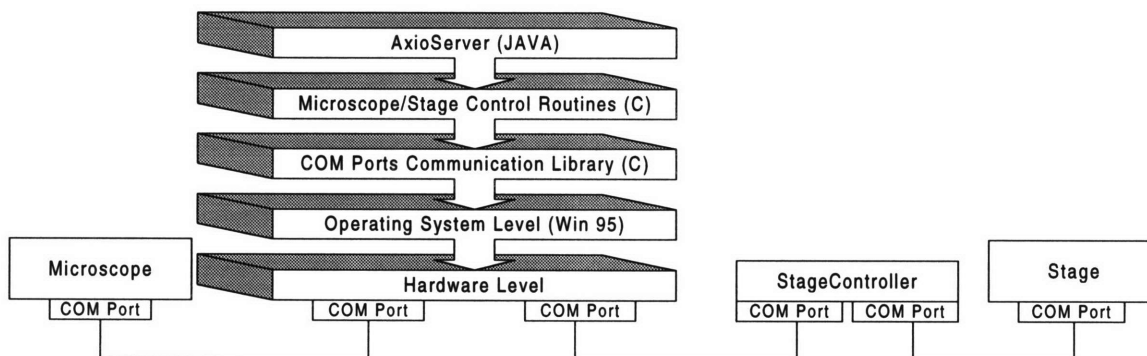 AxioServer (JAVA)
Microscope/Stage Control Routines (C)
COM Ports Communication Library (C)
Operating System Level (Win 95)
Hardware Level
COM Port
COM Port
Microscope
COM Port
StageController
COM Port
COM Port
Stage
COM Port